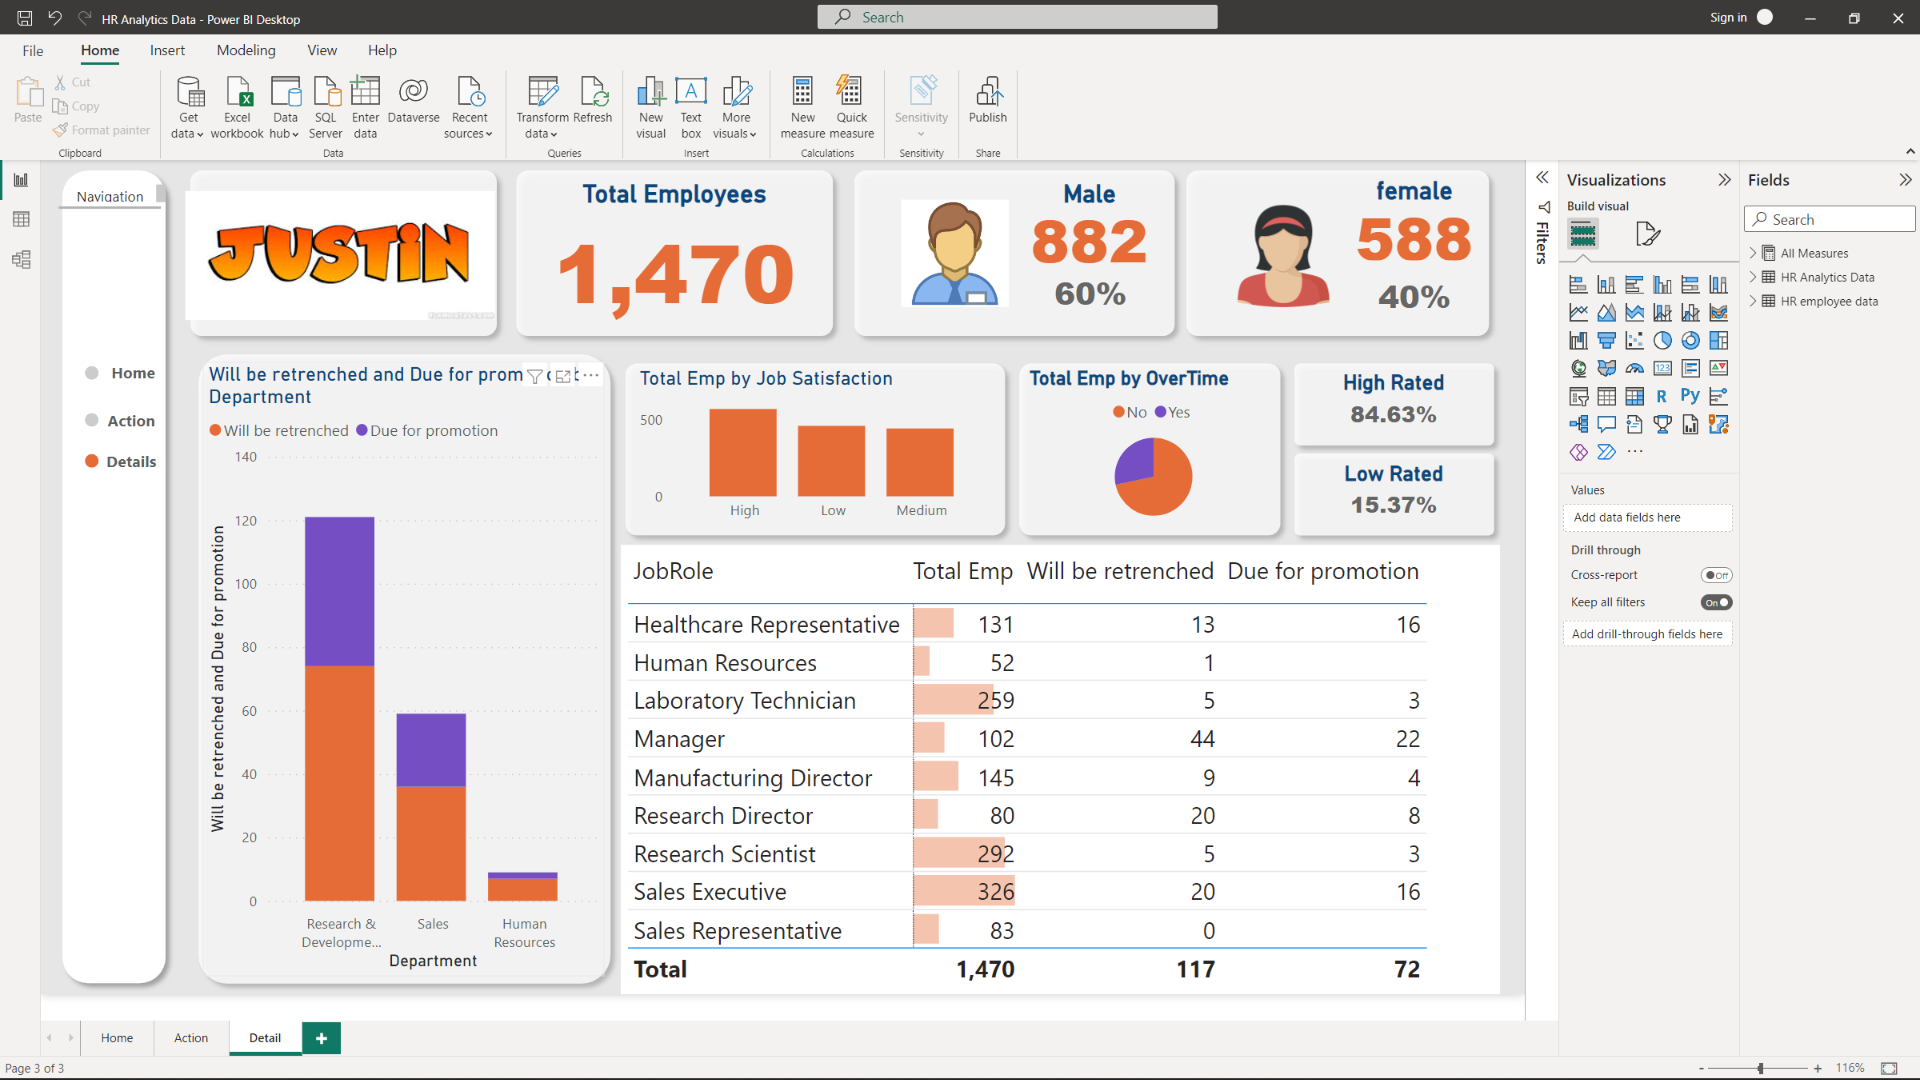 HR Analytics Data - Power BI Desktop
Search
Sign in
File Home Insert Modeling View Help
Paste
Cut
Copy
Format painter
Clipboard
Get data
Excel workbook
Data hub
SQL Server
Enter data
Dataverse
Recent sources
Data
Transform data
Refresh
Queries
New visual
Text box
More visuals
Insert
New measure
Quick measure
Calculations
Sensitivity
Sensitivity
Publish
Share
Navigation
Home
Action
Details
JUSTIN
Total Employees
1,470
Male
882
60%
female
588
40%
Will be retrenched and Due for prom
Department
Will be retrenched Due for promotion
Will be retrenched and Due for promotion
140
120
100
80
60
40
20
0
Research & Developme...
Sales
Human Resources
Department
Total Emp by Job Satisfaction
500
0
High Low Medium
Total Emp by OverTime
No Yes
High Rated
84.63%
Low Rated
15.37%
JobRole Total Emp Will be retrenched Due for promotion
Healthcare Representative 131 13 16
Human Resources 52 1
Laboratory Technician 259 5 3
Manager 102 44 22
Manufacturing Director 145 9 4
Research Director 80 20 8
Research Scientist 292 5 3
Sales Executive 326 20 16
Sales Representative 83 0
Total 1,470 117 72
Filters
Visualizations
Build visual
123
R Py
...
Values
Add data fields here
Drill through
Cross-report Off
Keep all filters On
Add drill-through fields here
Fields
Search
All Measures
HR Analytics Data
HR employee data
Home Action Detail +
Page 3 of 3
- + 116%